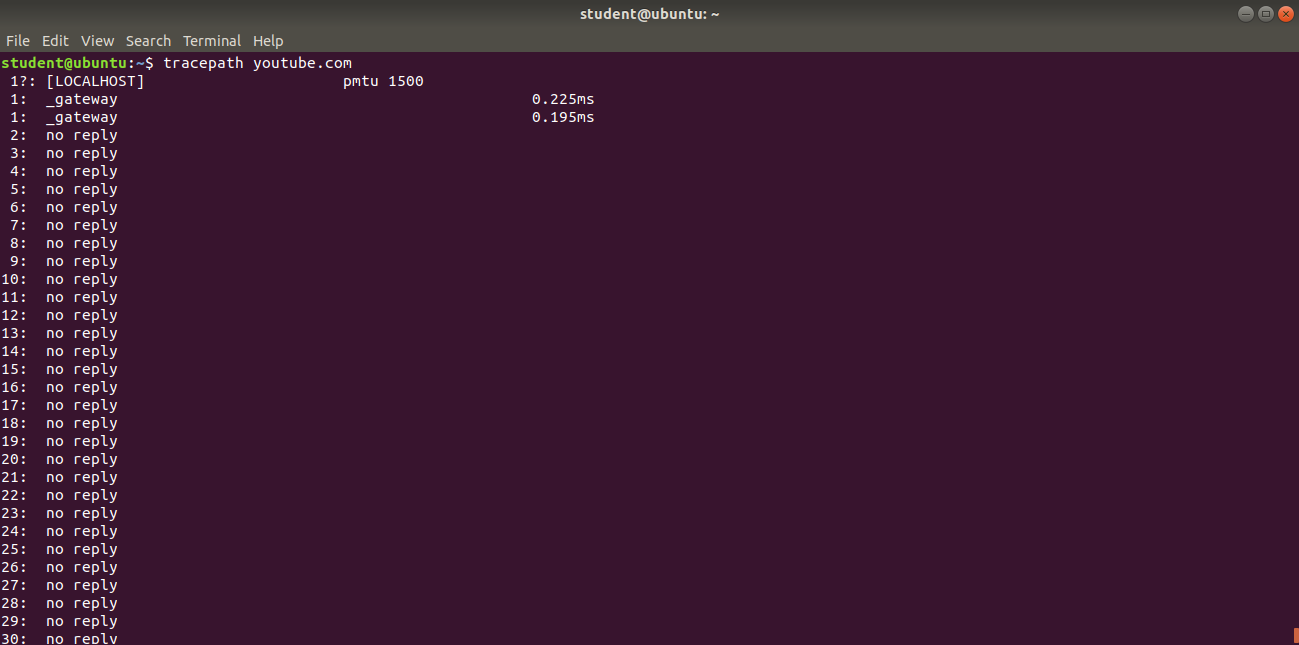 student@ubuntu: ~
File Edit View Search Terminal Help
student@ubuntu:~$ tracepath youtube.com
1?: [LOCALHOST] pmtu 1500
1: _gateway 0.225ms
1: _gateway 0.195ms
2: no reply
3: no reply
4: no reply
5: no reply
6: no reply
7: no reply
8: no reply
9: no reply
10: no reply
11: no reply
12: no reply
13: no reply
14: no reply
15: no reply
16: no reply
17: no reply
18: no reply
19: no reply
20: no reply
21: no reply
22: no reply
23: no reply
24: no reply
25: no reply
26: no reply
27: no reply
28: no reply
29: no reply
30: no reply